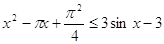 x² − πx + π²/4 ≤ 3 sin x − 3